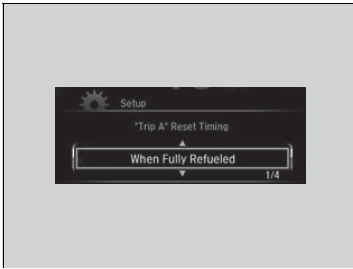 Setup
"Trip A" Reset Timing
When Fully Refueled
1/4